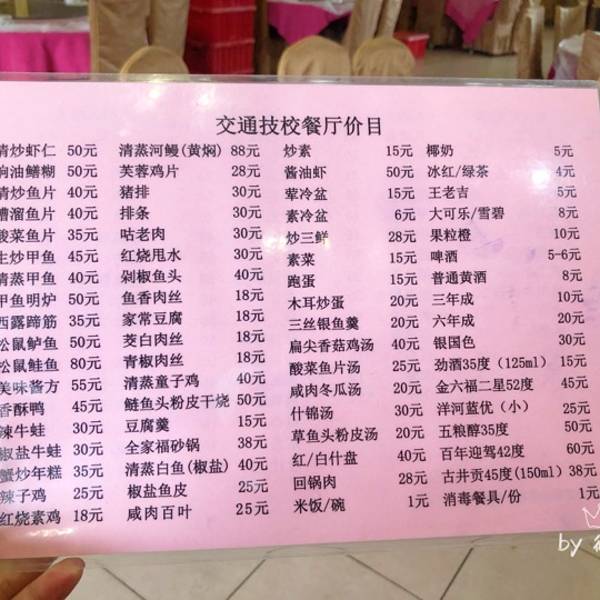 交通技校餐厅价目
清炒虾仁 50元 清蒸河鳗(黄焖) 88元 炒素 15元 椰奶 5元
响油鳝糊 50元 芙蓉鸡片 28元 酱油虾 50元 冰红/绿茶 4元
清炒鱼片 40元 猪排 30元 荤冷盆 15元 王老吉 5元
糟溜鱼片 40元 排条 30元 素冷盆 6元 大可乐/雪碧 8元
酸菜鱼片 35元 咕老肉 30元 炒三鲜 28元 果粒橙 10元
生炒甲鱼 45元 红烧甩水 30元 素菜 15元 啤酒 5-6元
清蒸甲鱼 40元 剁椒鱼头 40元 跑蛋 15元 普通黄酒 8元
甲鱼明炉 50元 鱼香肉丝 18元 木耳炒蛋 20元 三年成 10元
西露蹄筋 35元 家常豆腐 18元 三丝银鱼羹 20元 六年成 20元
松鼠鲈鱼 50元 茭白肉丝 18元 扁尖香菇鸡汤 40元 银国色 30元
松鼠鲑鱼 80元 青椒肉丝 18元 酸菜鱼片汤 25元 劲酒35度（125ml） 15元
美味酱方 55元 清蒸童子鸡 40元 咸肉冬瓜汤 20元 金六福二星52度 45元
香酥鸭 45元 鲢鱼头粉皮干烧 50元 什锦汤 30元 洋河蓝优（小） 25元
辣牛蛙 30元 豆腐羹 15元 草鱼头粉皮汤 20元 五粮醇35度 50元
椒盐牛蛙 30元 全家福砂锅 38元 红/白什盘 40元 百年迎驾42度 60元
蟹炒年糕 35元 清蒸白鱼(椒盐) 40元 回锅肉 28元 古井贡45度(150ml) 38元
辣子鸡 25元 椒盐鱼皮 25元 米饭/碗 1元 消毒餐具/份 1元
红烧素鸡 18元 咸肉百叶 25元
by